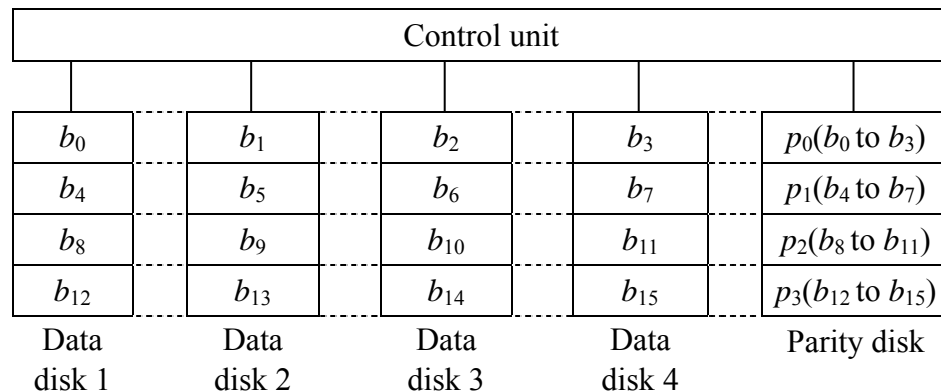 Control unit
b₀ b₁ b₂ b₃ p₀(b₀ to b₃)
b₄ b₅ b₆ b₇ p₁(b₄ to b₇)
b₈ b₉ b₁₀ b₁₁ p₂(b₈ to b₁₁)
b₁₂ b₁₃ b₁₄ b₁₅ p₃(b₁₂ to b₁₅)
Data Data Data Data Parity disk
disk 1 disk 2 disk 3 disk 4